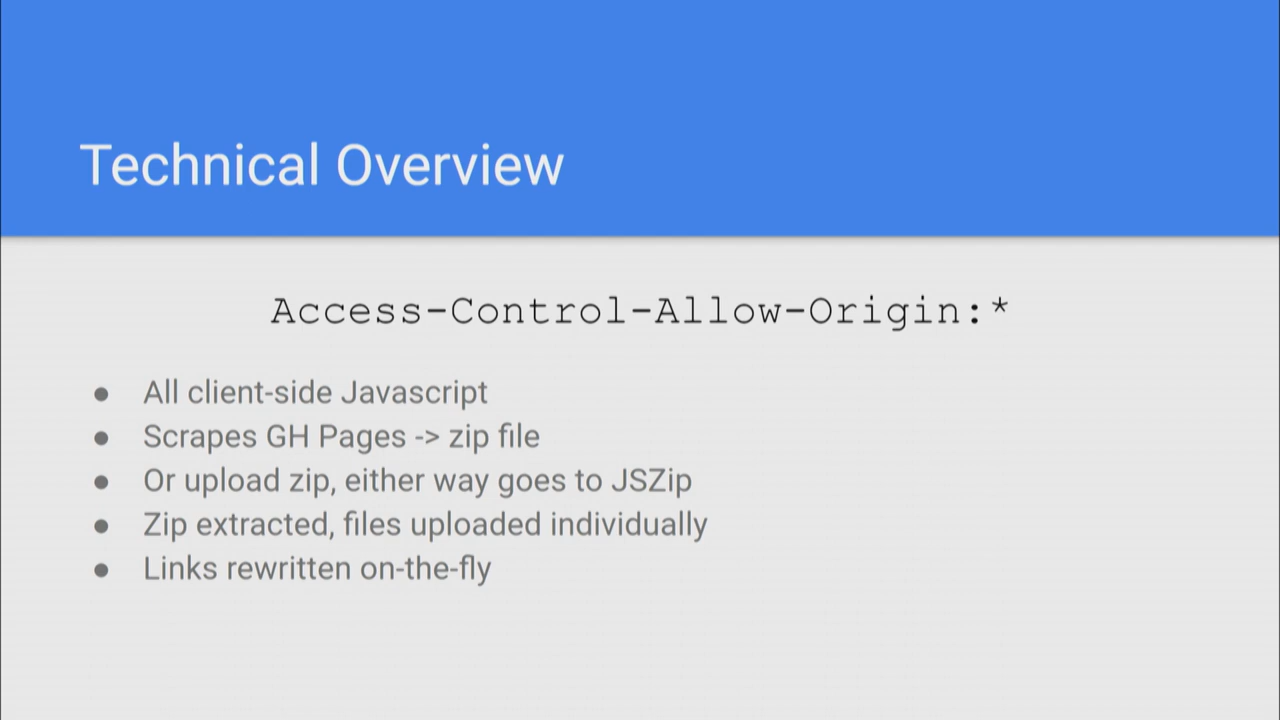 Technical Overview
Access-Control-Allow-Origin:*
● All client-side Javascript
● Scrapes GH Pages -> zip file
● Or upload zip, either way goes to JSZip
● Zip extracted, files uploaded individually
● Links rewritten on-the-fly